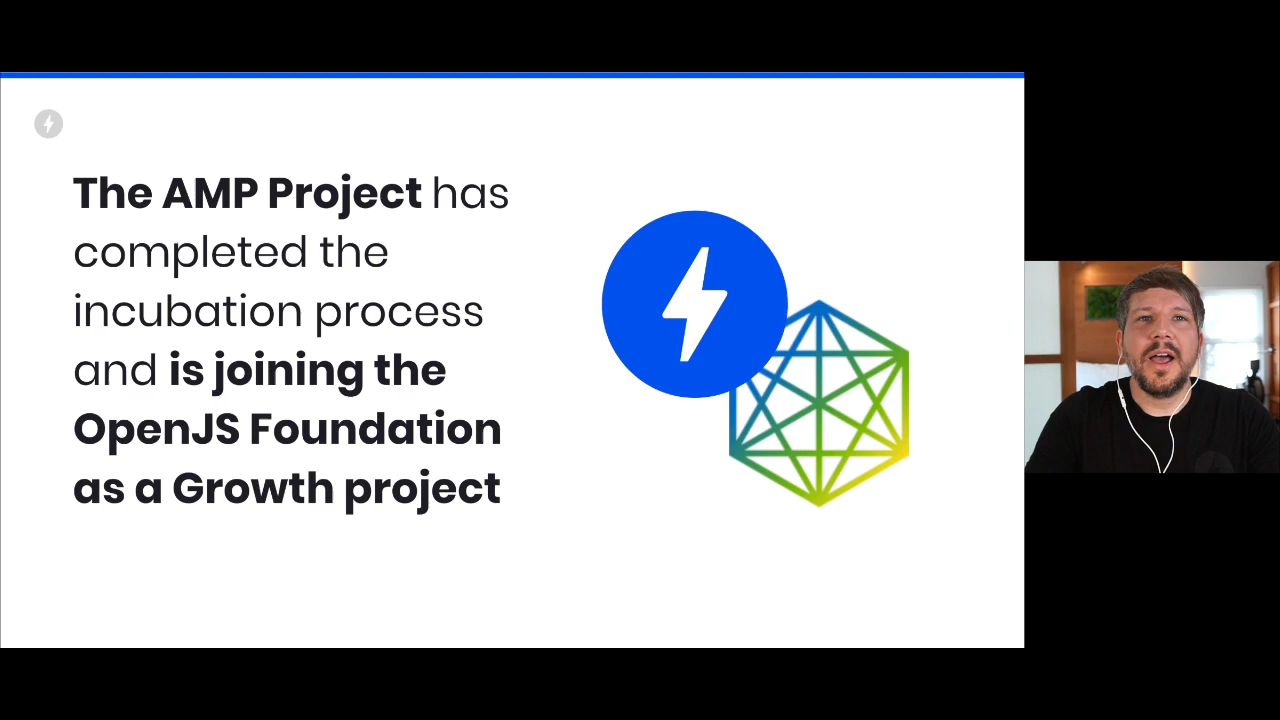 The AMP Project has
completed the
incubation process
and is joining the
OpenJS Foundation
as a Growth project